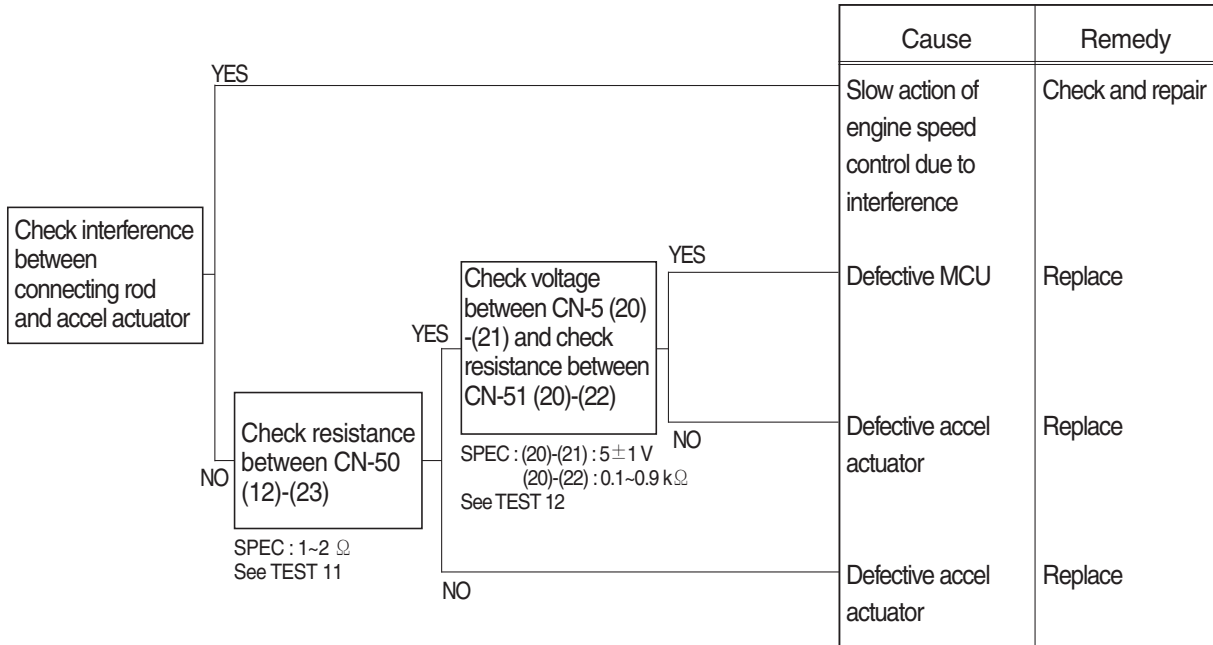 Cause
Remedy
YES
Slow action of
engine speed
control due to
interference
Check and repair
Check interference
between
connecting rod
and accel actuator
YES
Check voltage
between CN-5 (20)
-(21) and check
resistance between
CN-51 (20)-(22)
YES
Defective MCU
Replace
NO
Defective accel
actuator
Replace
SPEC : (20)-(21) : 5±1 V
(20)-(22) : 0.1~0.9 kΩ
See TEST 12
NO
Check resistance
between CN-50
(12)-(23)
SPEC : 1~2 Ω
See TEST 11
NO
Defective accel
actuator
Replace